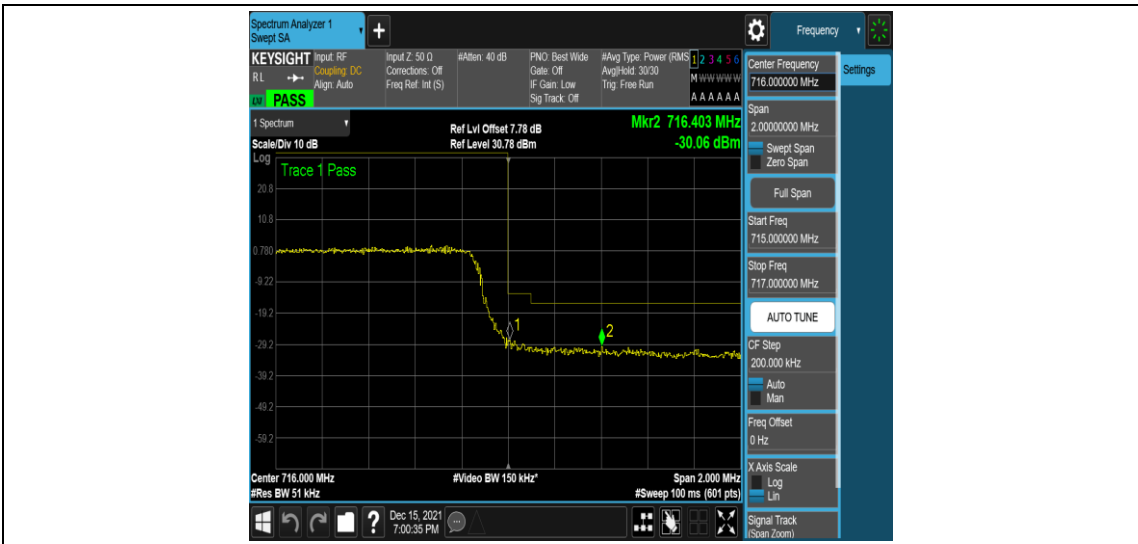 Spectrum Analyzer 1
Swept SA
+
Frequency
KEYSIGHT
RL
PASS
Input: RF
Coupling: DC
Align: Auto
Input Z: 50 Ω
Corrections: Off
Freq Ref: Int (S)
#Atten: 40 dB
PNO: Best Wide
Gate: Off
IF Gain: Low
Sig Track: Off
#Avg Type: Power (RMS
Avg|Hold: 30/30
Trig: Free Run
1 2 3 4 5 6
M W W W W W
A A A A A A
1 Spectrum
Scale/Div 10 dB
Ref Lvl Offset 7.78 dB
Ref Level 30.78 dBm
Mkr2 716.403 MHz
-30.06 dBm
Log
Trace 1 Pass
20.8
10.8
0.780
-9.22
-19.2
-29.2
-39.2
-49.2
-59.2
1
2
Center 716.000 MHz
#Res BW 51 kHz
#Video BW 150 kHz*
Span 2.000 MHz
#Sweep 100 ms (601 pts)
Center Frequency
716.000000 MHz
Settings
Span
2.00000000 MHz
Swept Span
Zero Span
Full Span
Start Freq
715.000000 MHz
Stop Freq
717.000000 MHz
AUTO TUNE
CF Step
200.000 kHz
Auto
Man
Freq Offset
0 Hz
X Axis Scale
Log
Lin
Signal Track
(Span Zoom)
?
Dec 15, 2021
7:00:35 PM